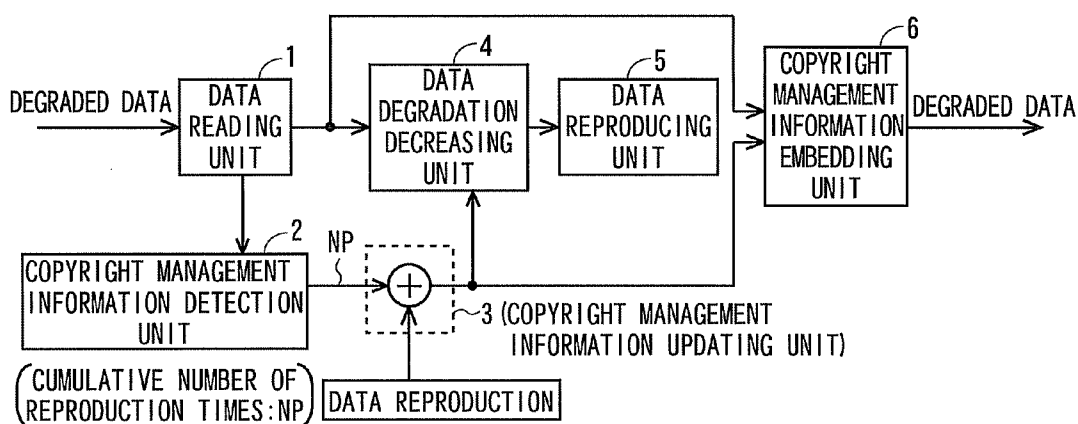 DEGRADED DATA
1
DATA
READING
UNIT
4
DATA
DEGRADATION
DECREASING
UNIT
5
DATA
REPRODUCING
UNIT
6
COPYRIGHT
MANAGEMENT
INFORMATION
EMBEDDING
UNIT
DEGRADED DATA
2
COPYRIGHT MANAGEMENT
INFORMATION DETECTION
UNIT
NP
+
3 (COPYRIGHT MANAGEMENT
INFORMATION UPDATING UNIT)
(CUMULATIVE NUMBER OF
REPRODUCTION TIMES:NP)
DATA REPRODUCTION